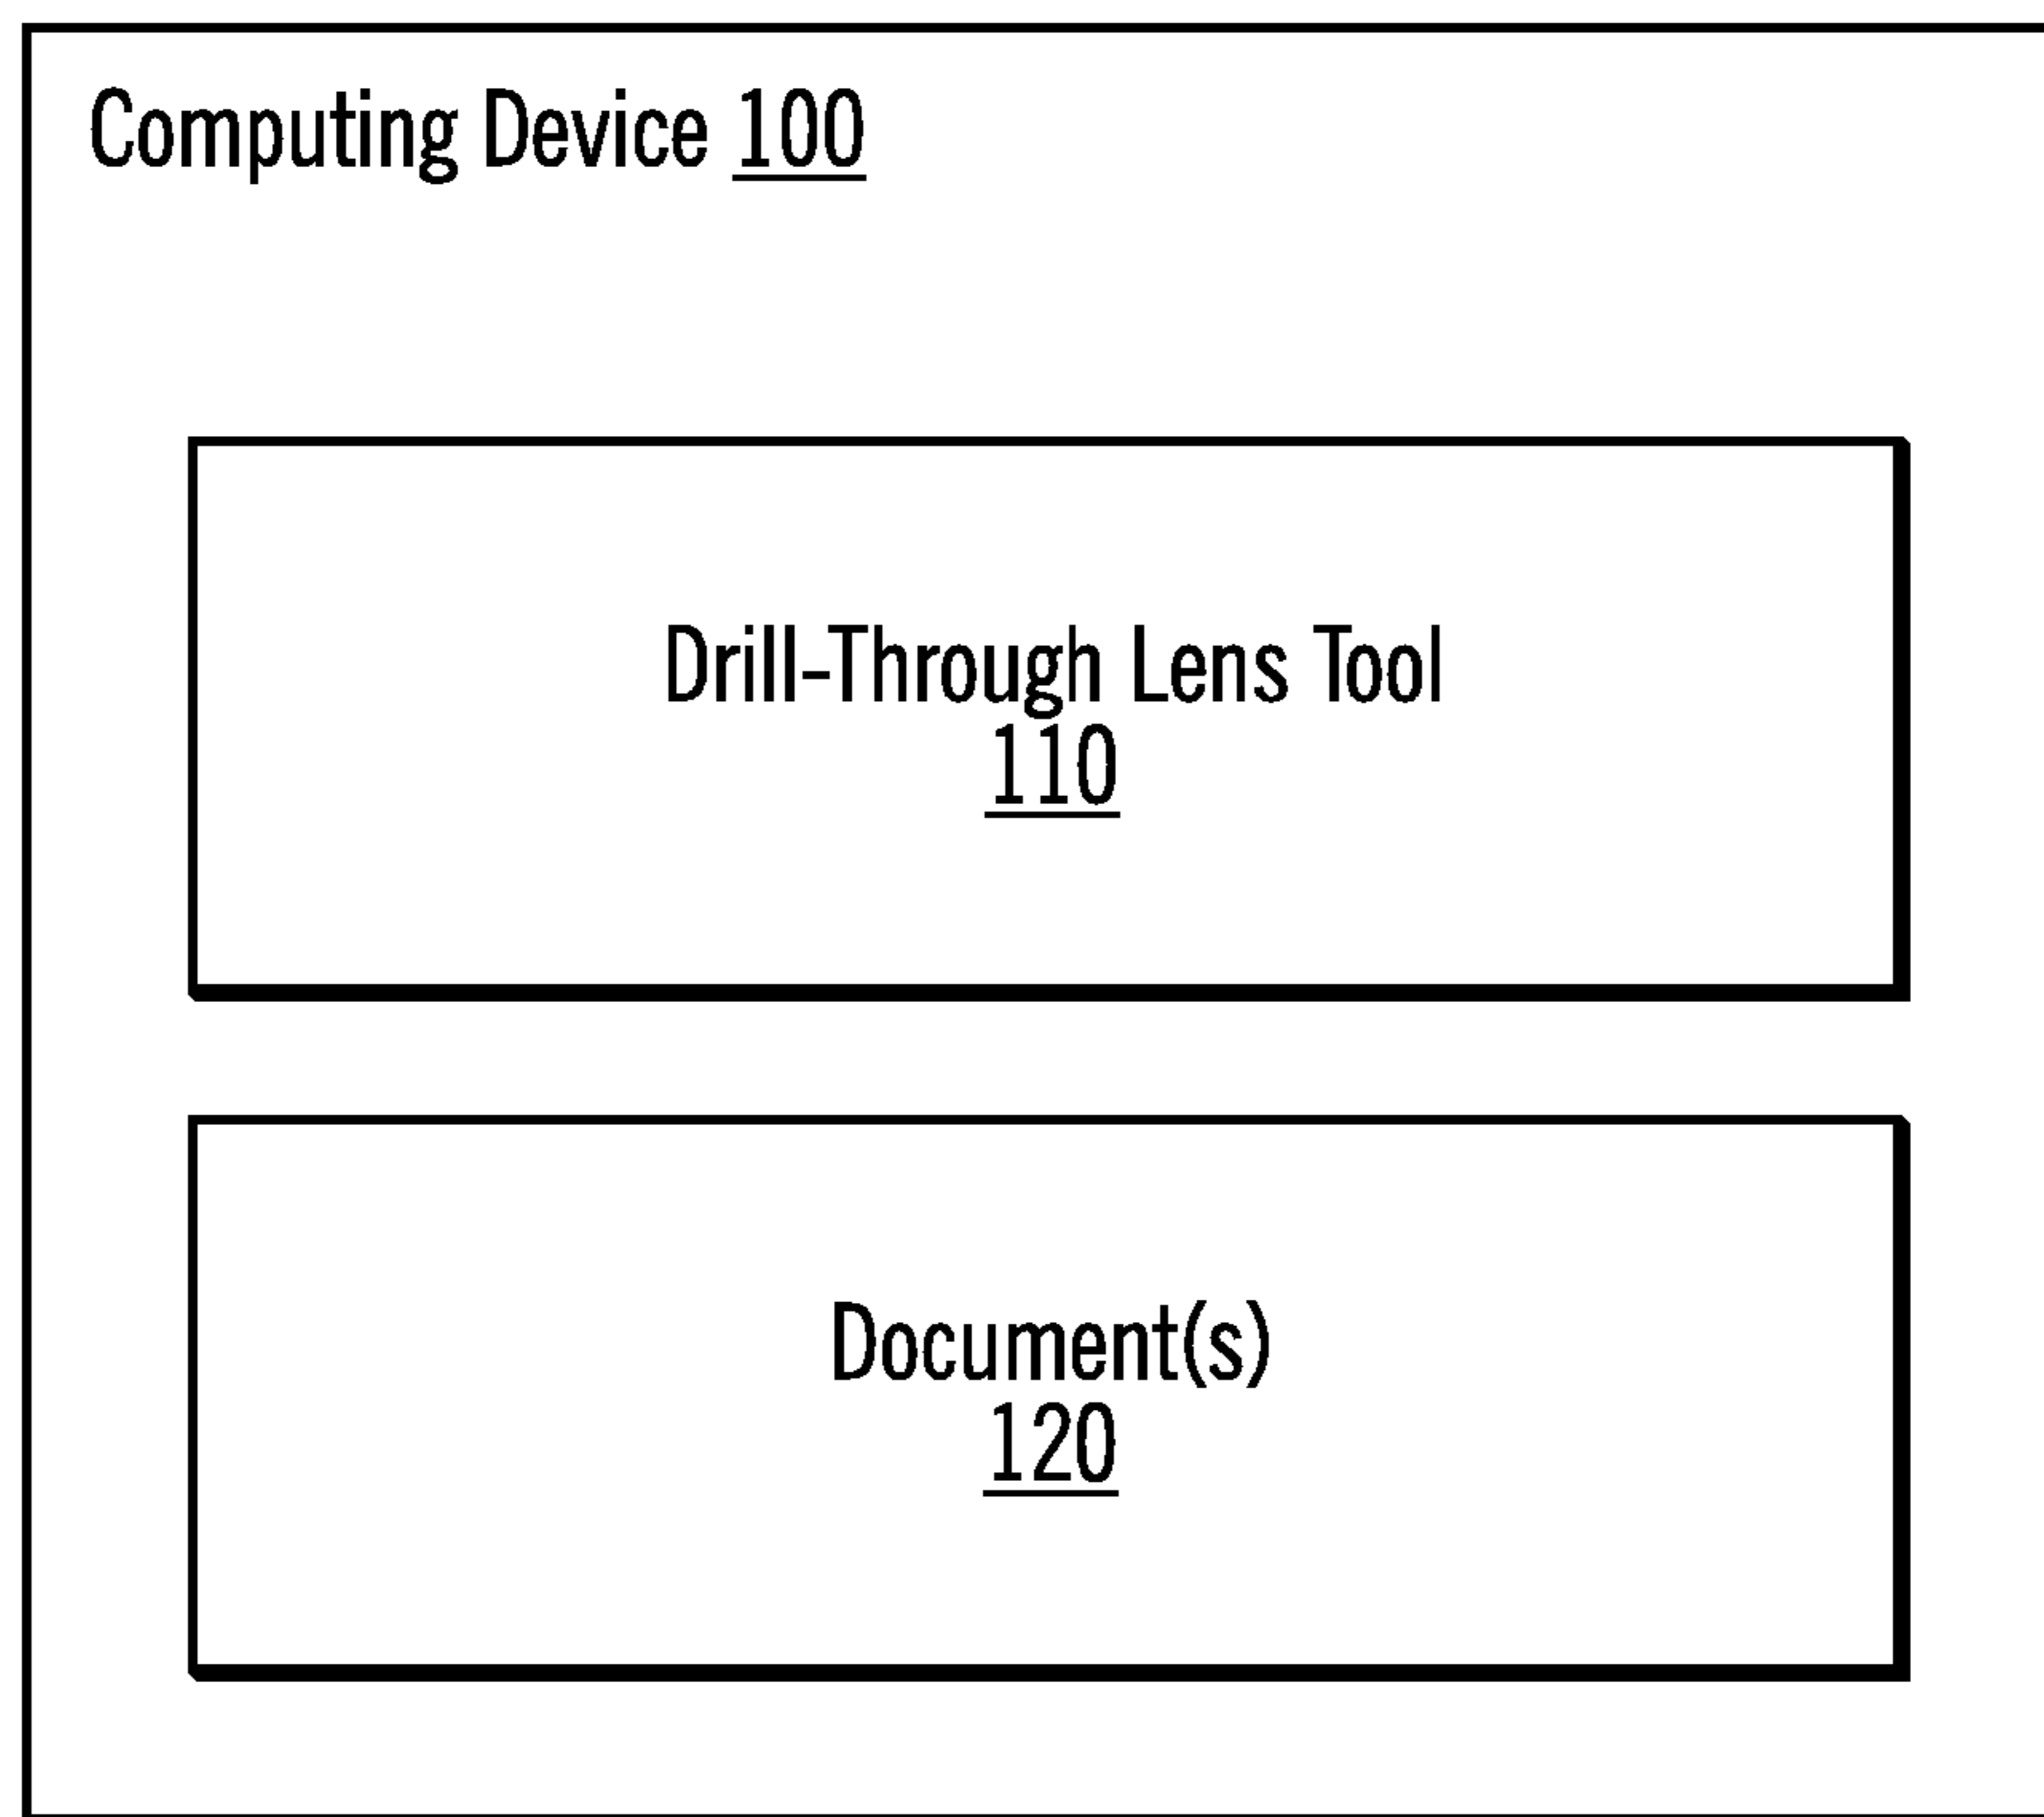 Computing Device 100
Drill-Through Lens Tool
110
Document(s)
120